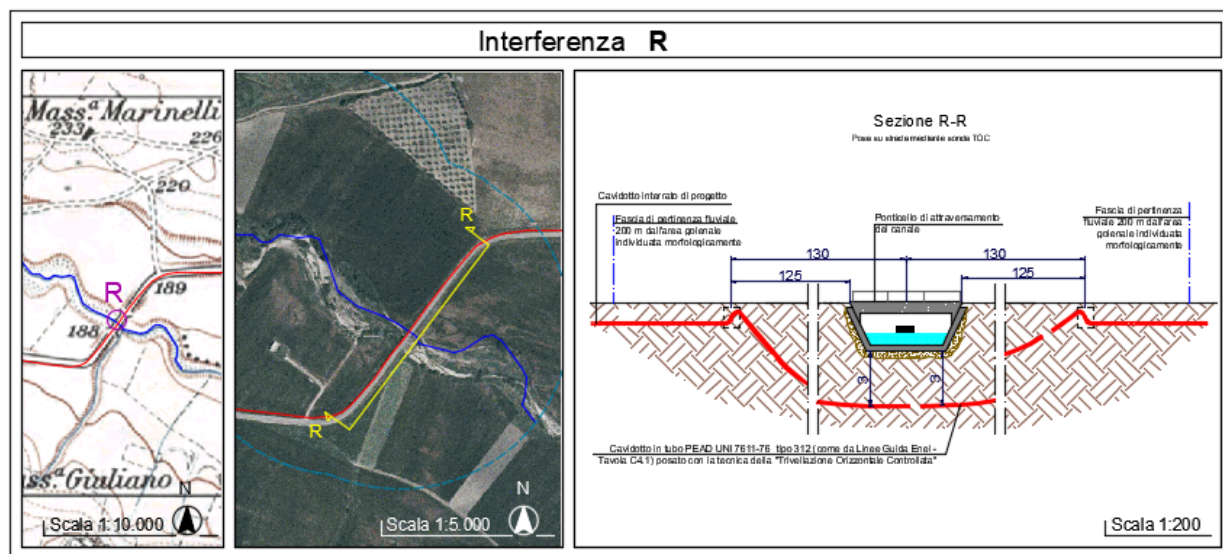 Interferenza R
Mass.ª Marinelli
233
226
220
R
189
188
ass.ª Giuliano
N
Scala 1:10.000
R
R
N
Scala 1:5.000
Sezione R-R
Posa su strada mediante sonda TOC
Cavidotto interrato di progetto
Fascia di pertinenza fluviale
200 m dall'area golenale
individuata morfologicamente
Ponticello di attraversamento
del canale
Fascia di pertinenza
fluviale 200 m dall'area
golenale individuata
morfologicamente
130
130
125
125
3
3
Cavidotto in tubo PEAD UNI 7611-76 tipo 312 (come da Linee Guida Enel -
Tavola C4.1) posato con la tecnica della "Trivellazione Orizzontale Controllata"
Scala 1:200